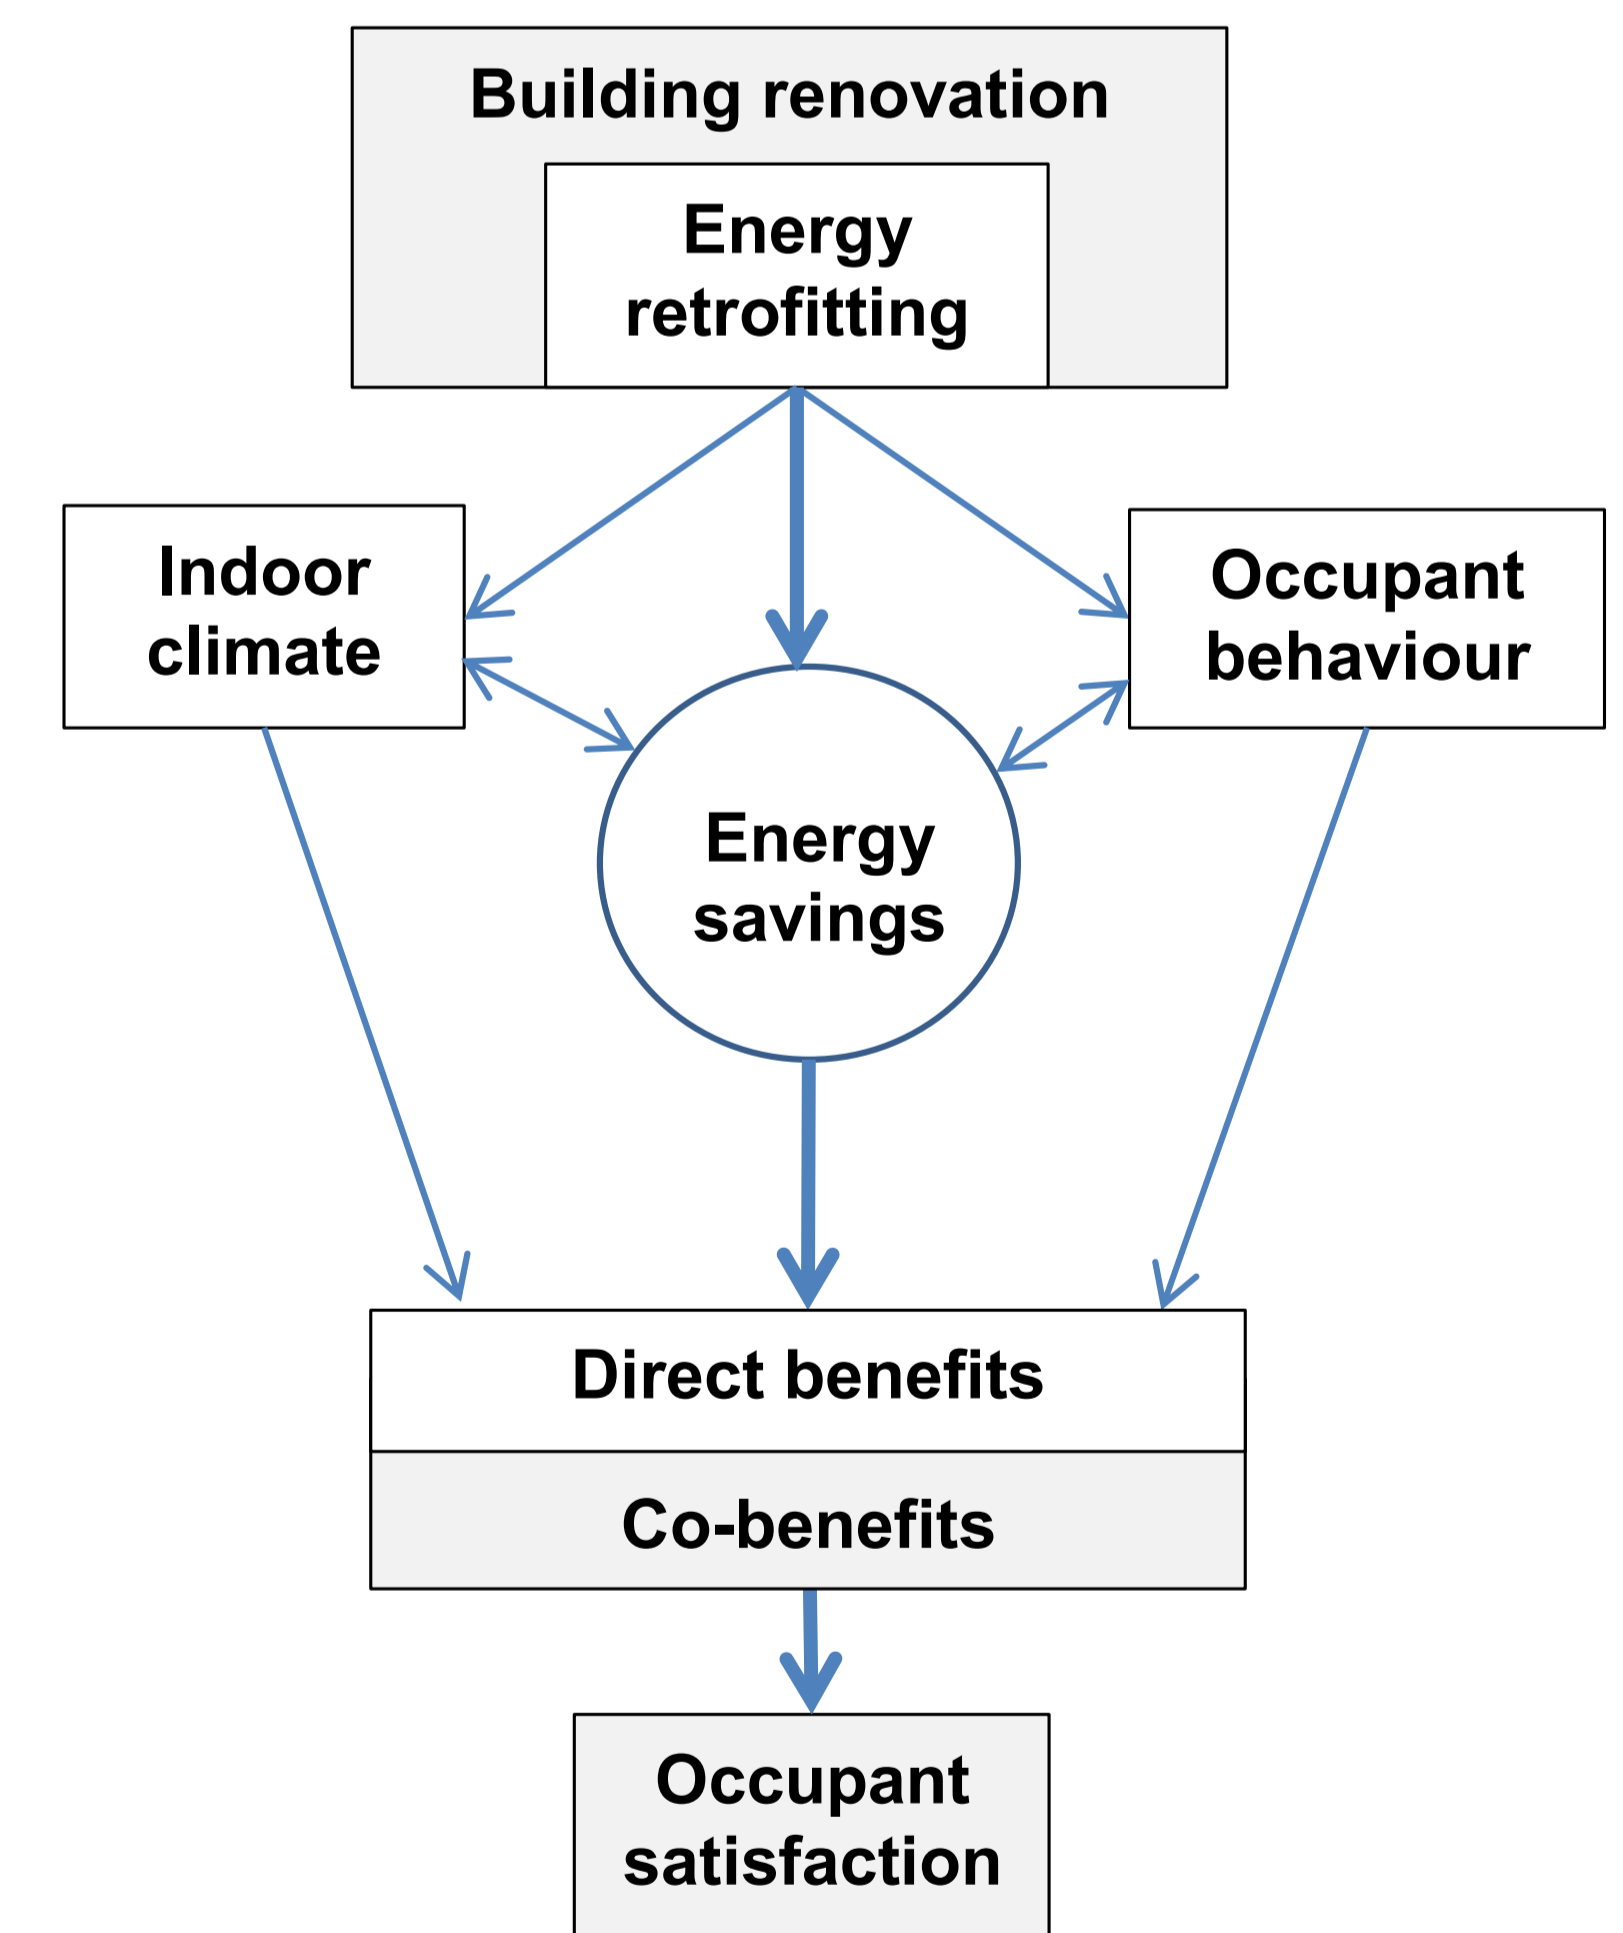 Building renovation
Energy
retrofitting
Indoor
climate
Occupant
behaviour
Energy
savings
Direct benefits
Co-benefits
Occupant
satisfaction